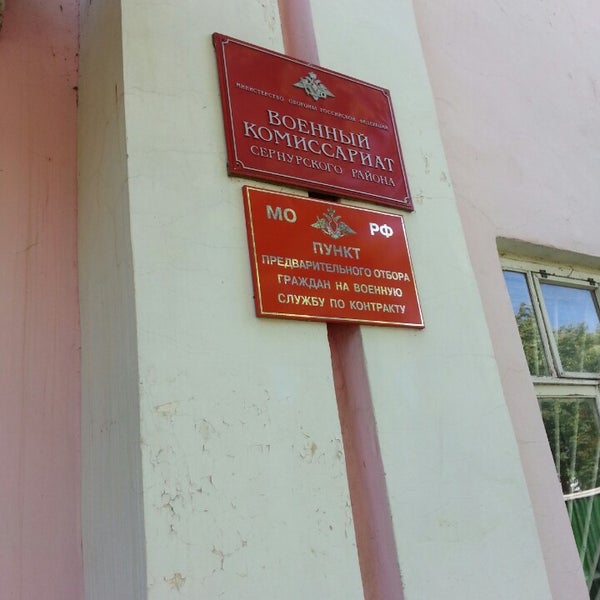 МИНИСТЕРСТВО ОБОРОНЫ РОССИЙСКОЙ ФЕДЕРАЦИИ
ВОЕННЫЙ
КОМИССАРИАТ
СЕРНУРСКОГО РАЙОНА
МО РФ
ПУНКТ
ПРЕДВАРИТЕЛЬНОГО ОТБОРА
ГРАЖДАН НА ВОЕННУЮ
СЛУЖБУ ПО КОНТРАКТУ